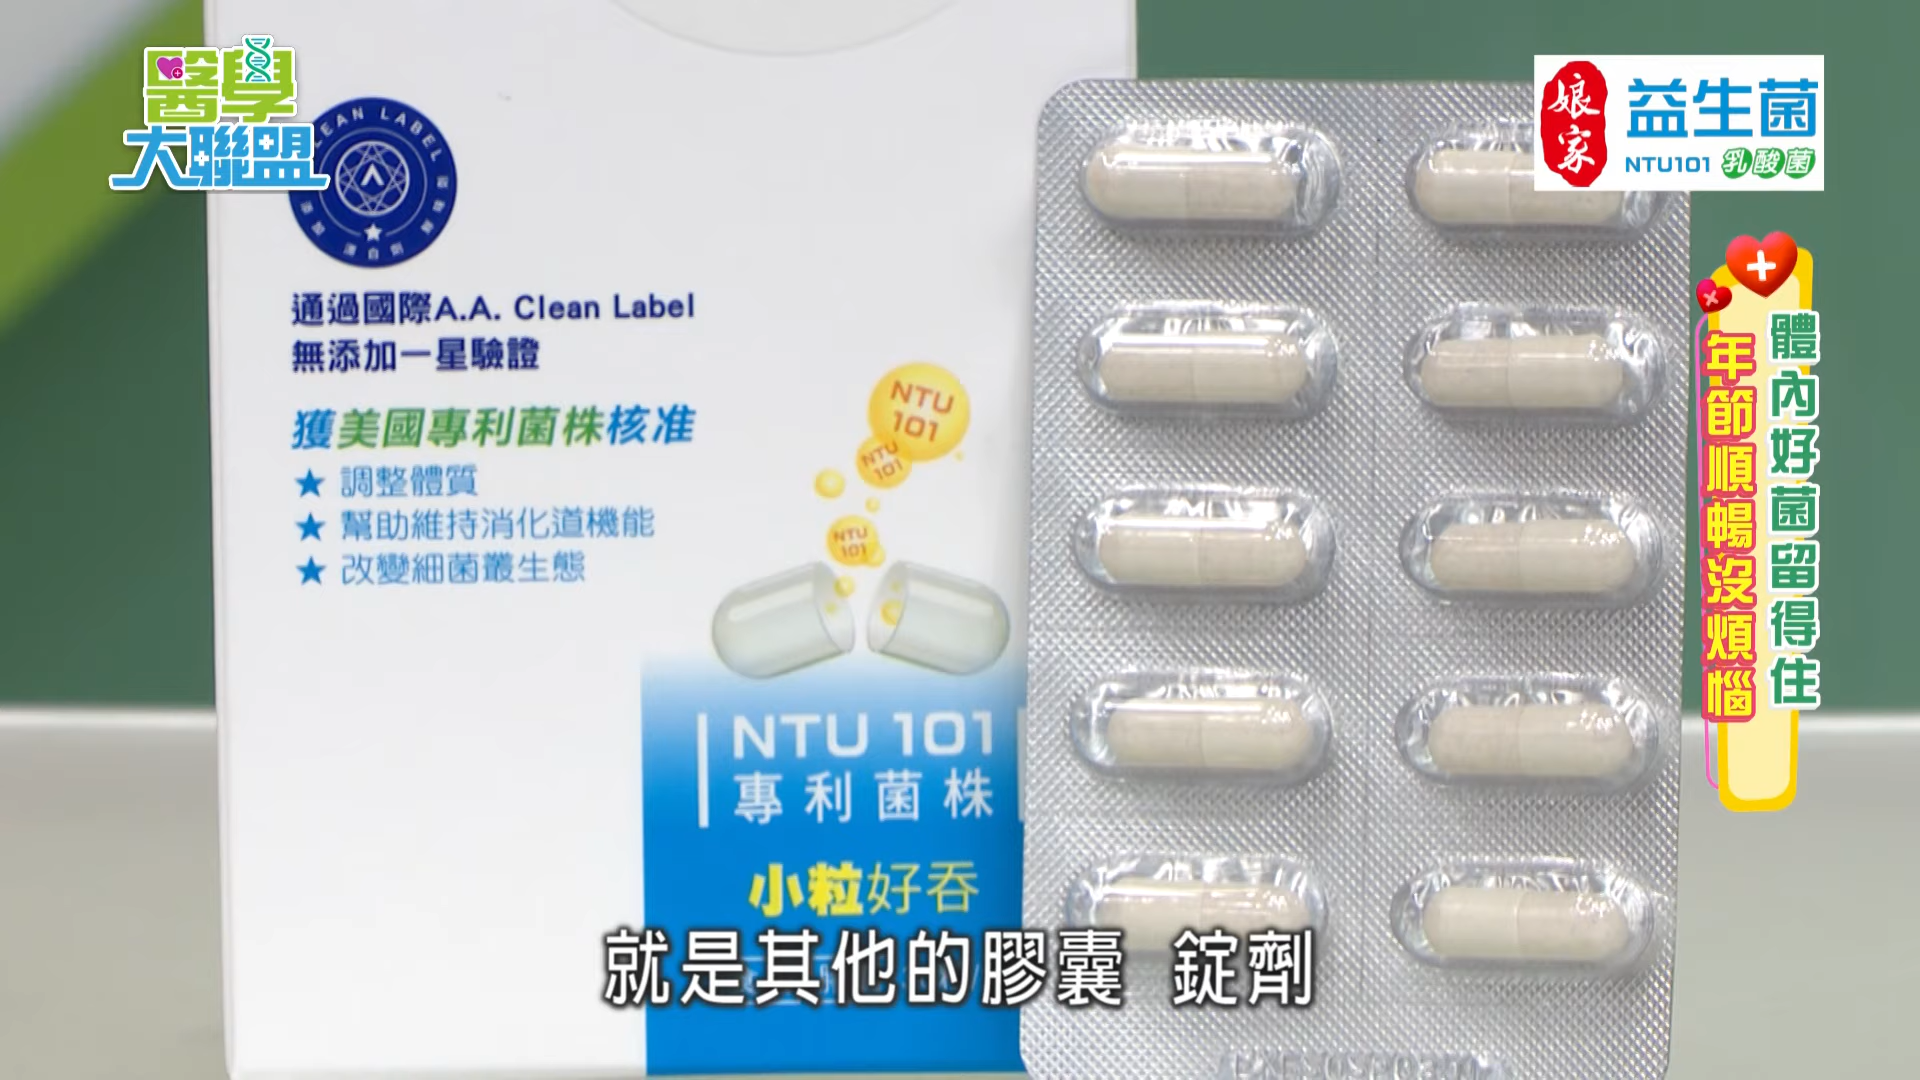 醫學
大聯盟
CLEAN LABEL
通過國際A.A. Clean Label
無添加一星驗證
獲美國專利菌株核准
★ 調整體質
★ 幫助維持消化道機能
★ 改變細菌叢生態
NTU
101
NTU
101
NTU
101
NTU 101
專利菌株
小粒好吞
娘家
益生菌
NTU101 乳酸菌
體內好菌留得住
年節順暢沒煩惱
就是其他的膠囊 錠劑